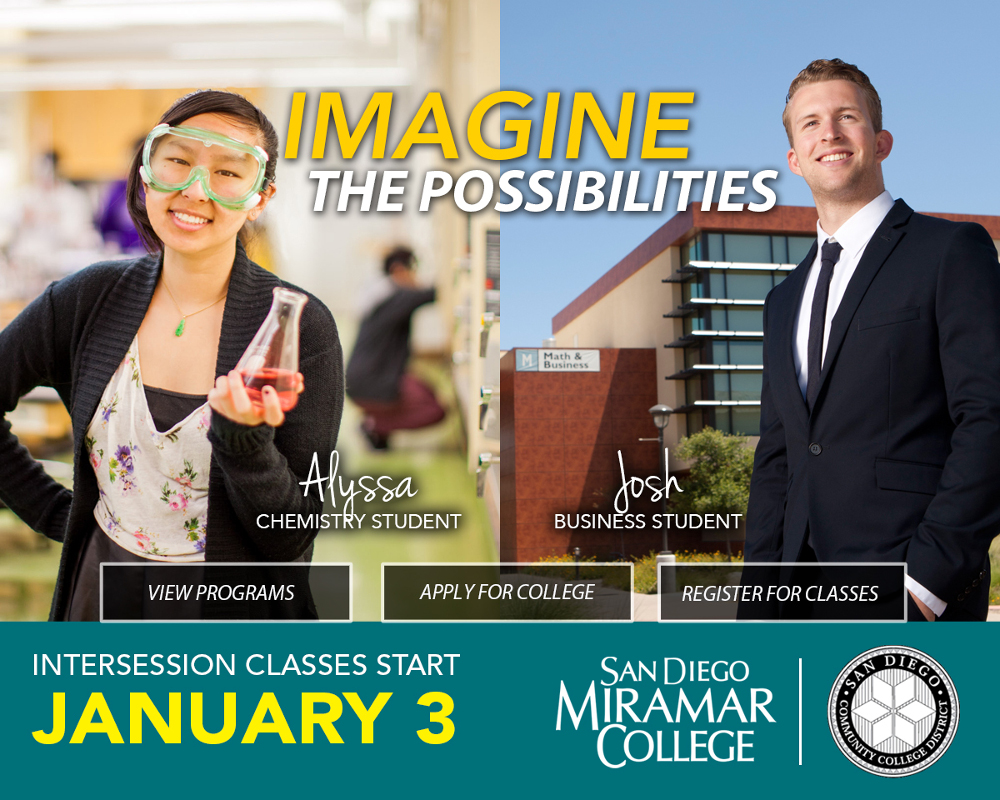 IMAGINE
THE POSSIBILITIES
M Math &
Business
Alyssa
CHEMISTRY STUDENT
Josh
BUSINESS STUDENT
VIEW PROGRAMS
APPLY FOR COLLEGE
REGISTER FOR CLASSES
INTERSESSION CLASSES START
JANUARY 3
SAN DIEGO
MIRAMAR
COLLEGE
SAN DIEGO
COMMUNITY COLLEGE DISTRICT